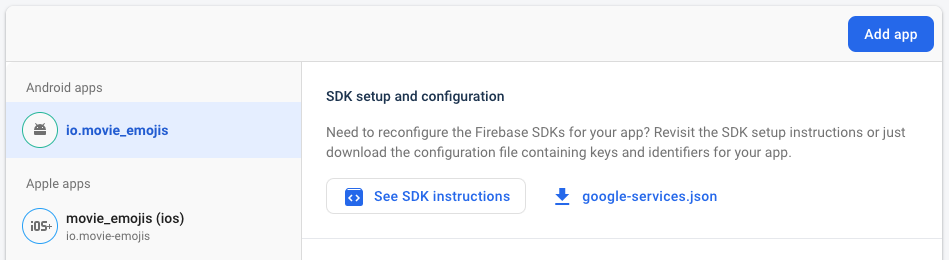 Add app
Android apps
io.movie_emojis
Apple apps
iOS+
movie_emojis (ios)
io.movie-emojis
SDK setup and configuration
Need to reconfigure the Firebase SDKs for your app? Revisit the SDK setup instructions or just
download the configuration file containing keys and identifiers for your app.
See SDK instructions
google-services.json